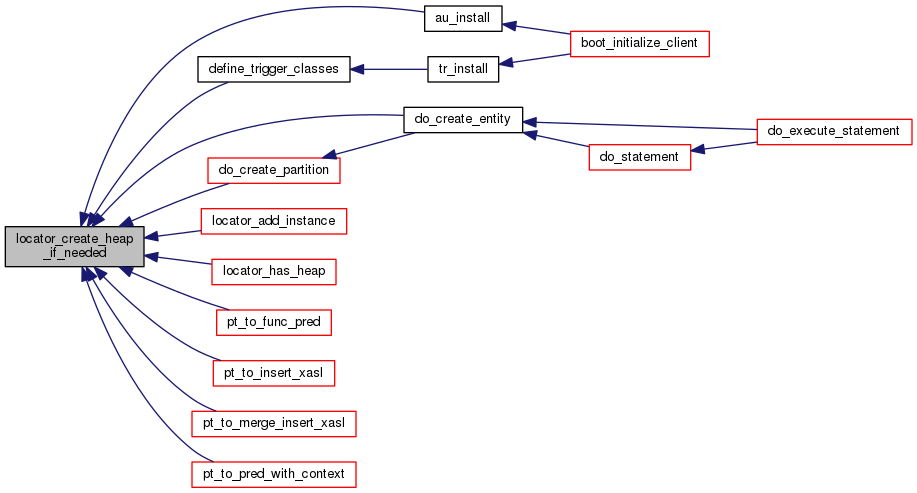 au_install
boot_initialize_client
define_trigger_classes
tr_install
do_create_entity
do_execute_statement
do_statement
do_create_partition
locator_add_instance
locator_create_heap
_if_needed
locator_has_heap
pt_to_func_pred
pt_to_insert_xasl
pt_to_merge_insert_xasl
pt_to_pred_with_context